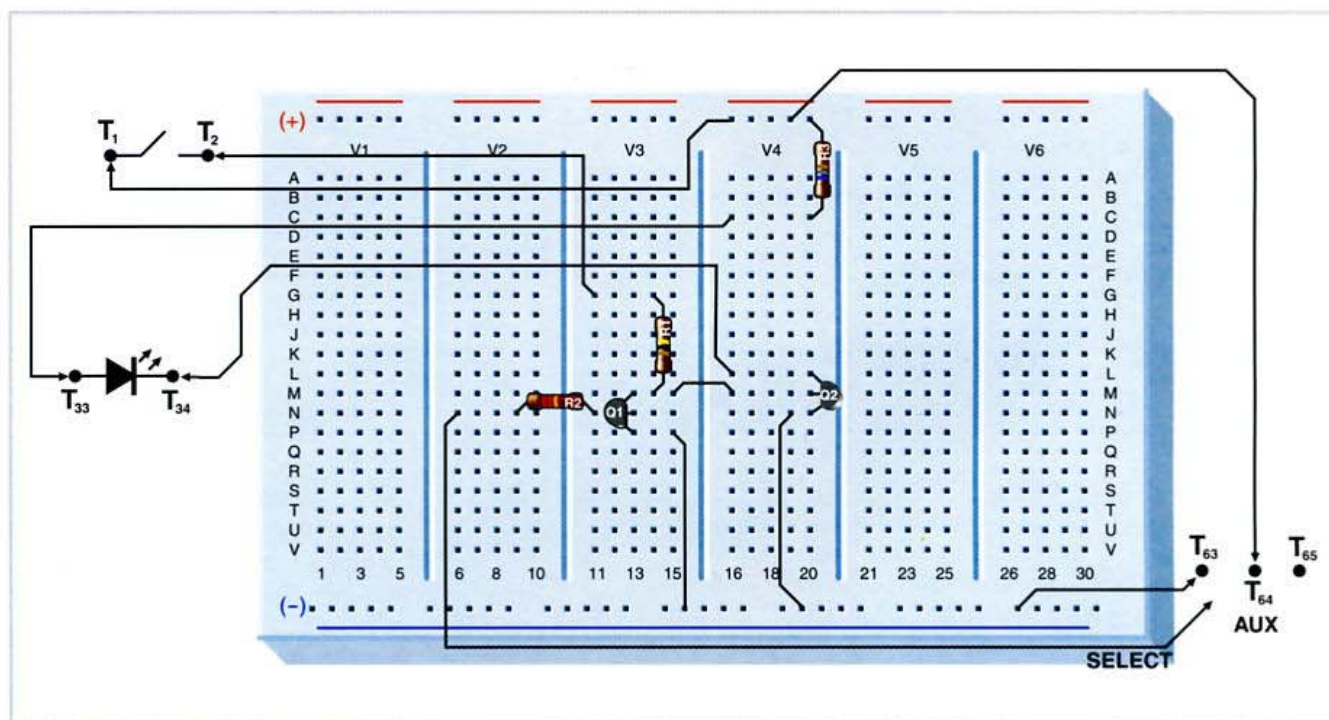 (+)
T1 T2
V1 V2 V3 V4 V5 V6
R3
A A
B B
C C
D D
E E
F F
G G
H H
R1
J J
K K
L L
T33 T34
M M
R2 Q1 Q2
N N
P P
Q Q
R R
S S
T T
U U
V V
T63 T64 T65
1 3 5 6 8 10 11 13 15 16 18 20 21 23 25 26 28 30
(-)
AUX
SELECT